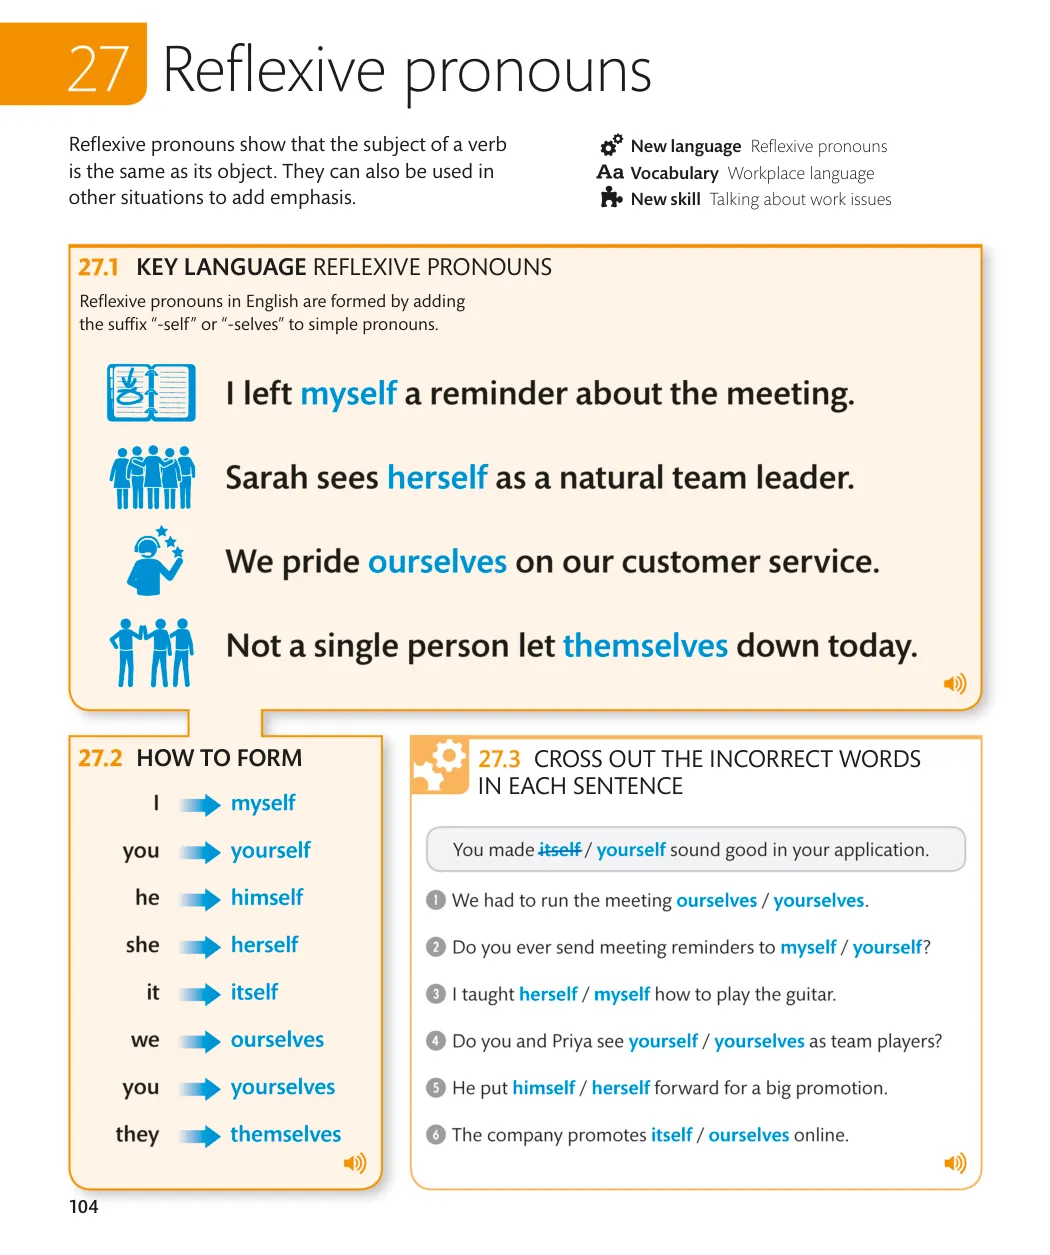 27 Reflexive pronouns
Reflexive pronouns show that the subject of a verb
is the same as its object. They can also be used in
other situations to add emphasis.
New language Reflexive pronouns
Aa Vocabulary Workplace language
New skill Talking about work issues
27.1 KEY LANGUAGE REFLEXIVE PRONOUNS
Reflexive pronouns in English are formed by adding
the suffix “-self” or “-selves” to simple pronouns.
I left myself a reminder about the meeting.
Sarah sees herself as a natural team leader.
We pride ourselves on our customer service.
Not a single person let themselves down today.
27.2 HOW TO FORM
I myself
you yourself
he himself
she herself
it itself
we ourselves
you yourselves
they themselves
27.3 CROSS OUT THE INCORRECT WORDS
IN EACH SENTENCE
You made itself / yourself sound good in your application.
1 We had to run the meeting ourselves / yourselves.
2 Do you ever send meeting reminders to myself / yourself?
3 I taught herself / myself how to play the guitar.
4 Do you and Priya see yourself / yourselves as team players?
5 He put himself / herself forward for a big promotion.
6 The company promotes itself / ourselves online.
104